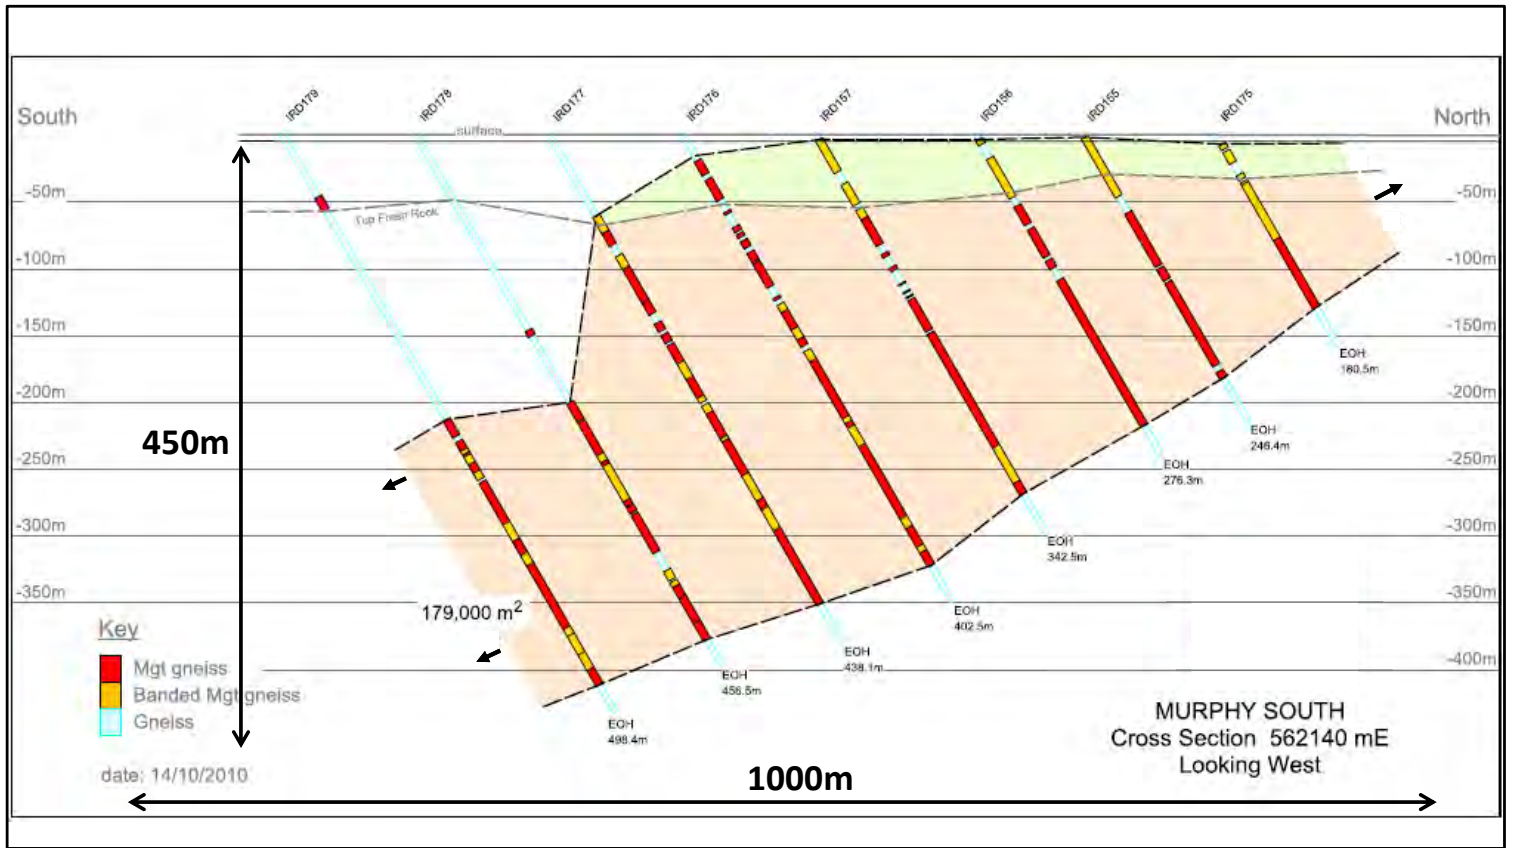 IRD179
IRD178
IRD177
IRD176
IRD157
IRD156
IRD155
IRD175
South
North
surface
-50m
-50m
Top Fresh Rock
-100m
-100m
-150m
-150m
EOH
180.5m
-200m
-200m
EOH
246.4m
450m
-250m
-250m
EOH
276.3m
-300m
-300m
EOH
342.5m
-350m
-350m
179,000 m²
EOH
402.5m
Key
EOH
438.1m
Mgt gneiss
-400m
EOH
456.5m
Banded Mgt gneiss
Gneiss
EOH
498.4m
MURPHY SOUTH
Cross Section 562140 mE
Looking West
date: 14/10/2010
1000m